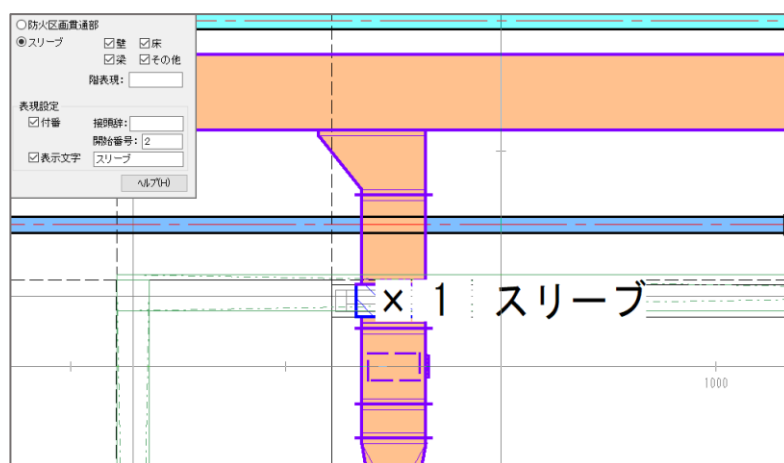 防火区画貫通部
スリーブ
壁 床
梁 その他
階表現:
表現設定
付番 接頭辞:
開始番号: 2
表示文字 スリーブ
ヘルプ(H)
× 1 スリーブ
1000